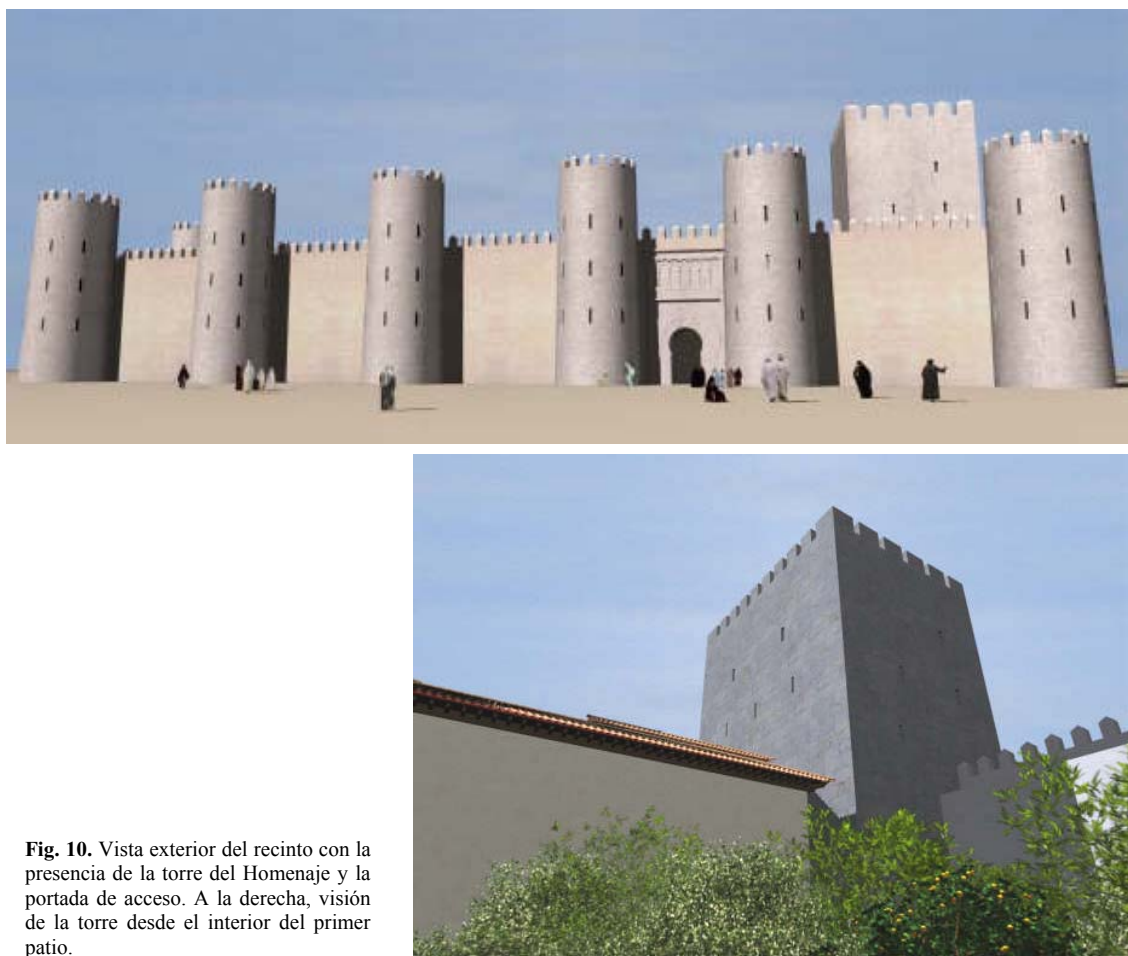 Fig. 10. Vista exterior del recinto con la
presencia de la torre del Homenaje y la
portada de acceso. A la derecha, visión
de la torre desde el interior del primer
patio.